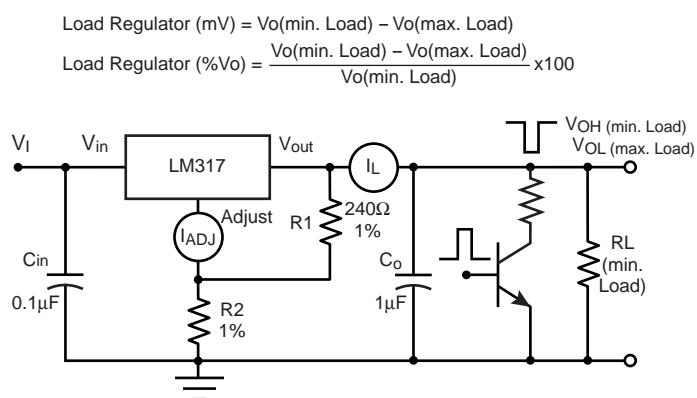 Load Regulator (mV) = Vo(min. Load) – Vo(max. Load)
Load Regulator (%Vo) = Vo(min. Load) – Vo(max. Load)
Vo(min. Load)
x100
VOH (min. Load)
VOL (max. Load)
VI
Vin
LM317
Vout
IL
Adjust
IADJ
R1
240Ω
1%
Cin
0.1µF
R2
1%
Co
1µF
RL
(min.
Load)